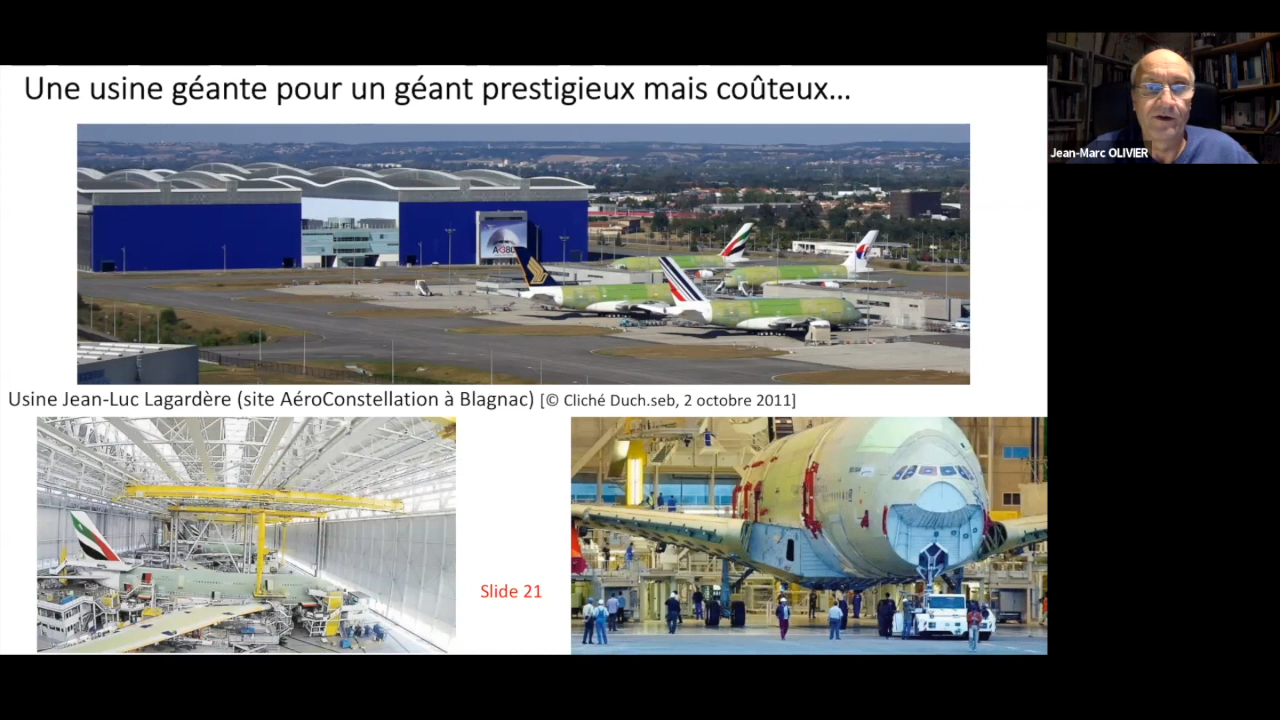 Une usine géante pour un géant prestigieux mais coûteux...
Jean-Marc OLIVIER
A380
Usine Jean-Luc Lagardère (site AéroConstellation à Blagnac) [© Cliché Duch.seb, 2 octobre 2011]
Slide 21